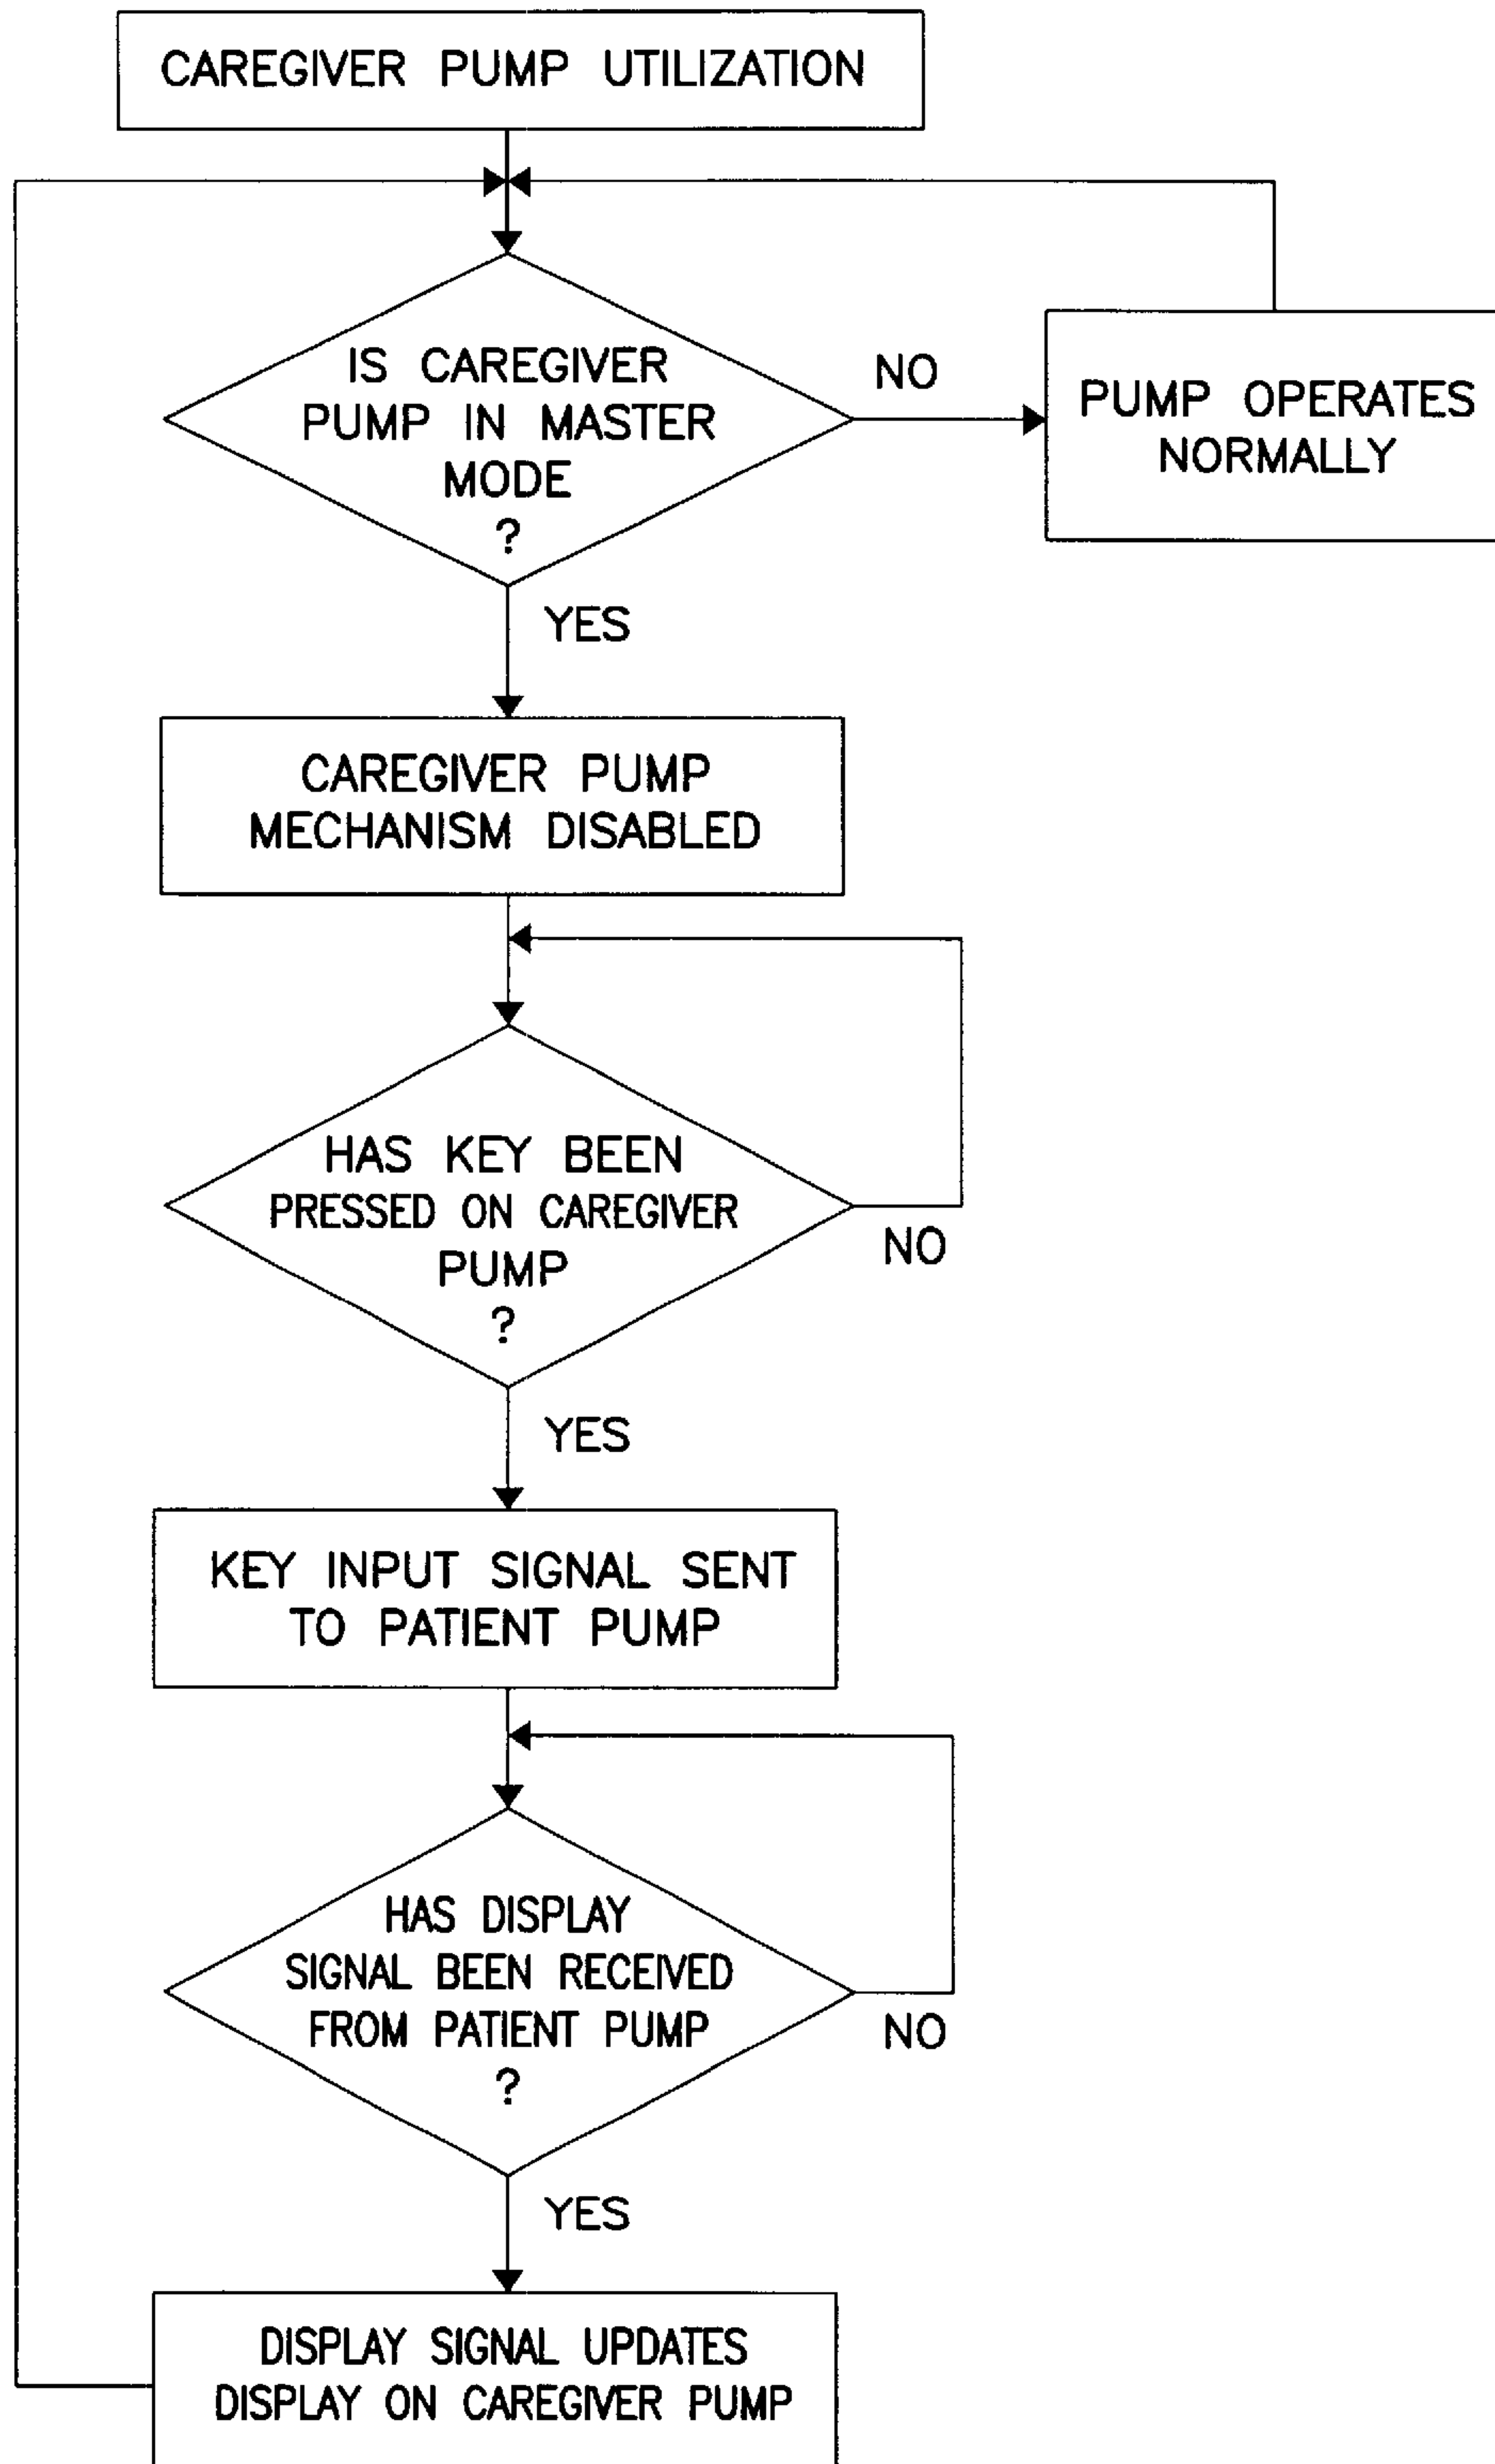 CAREGIVER PUMP UTILIZATION
IS CAREGIVER
PUMP IN MASTER
MODE
?
NO
PUMP OPERATES
NORMALLY
YES
CAREGIVER PUMP
MECHANISM DISABLED
HAS KEY BEEN
PRESSED ON CAREGIVER
PUMP
?
NO
YES
KEY INPUT SIGNAL SENT
TO PATIENT PUMP
HAS DISPLAY
SIGNAL BEEN RECEIVED
FROM PATIENT PUMP
?
NO
YES
DISPLAY SIGNAL UPDATES
DISPLAY ON CAREGIVER PUMP